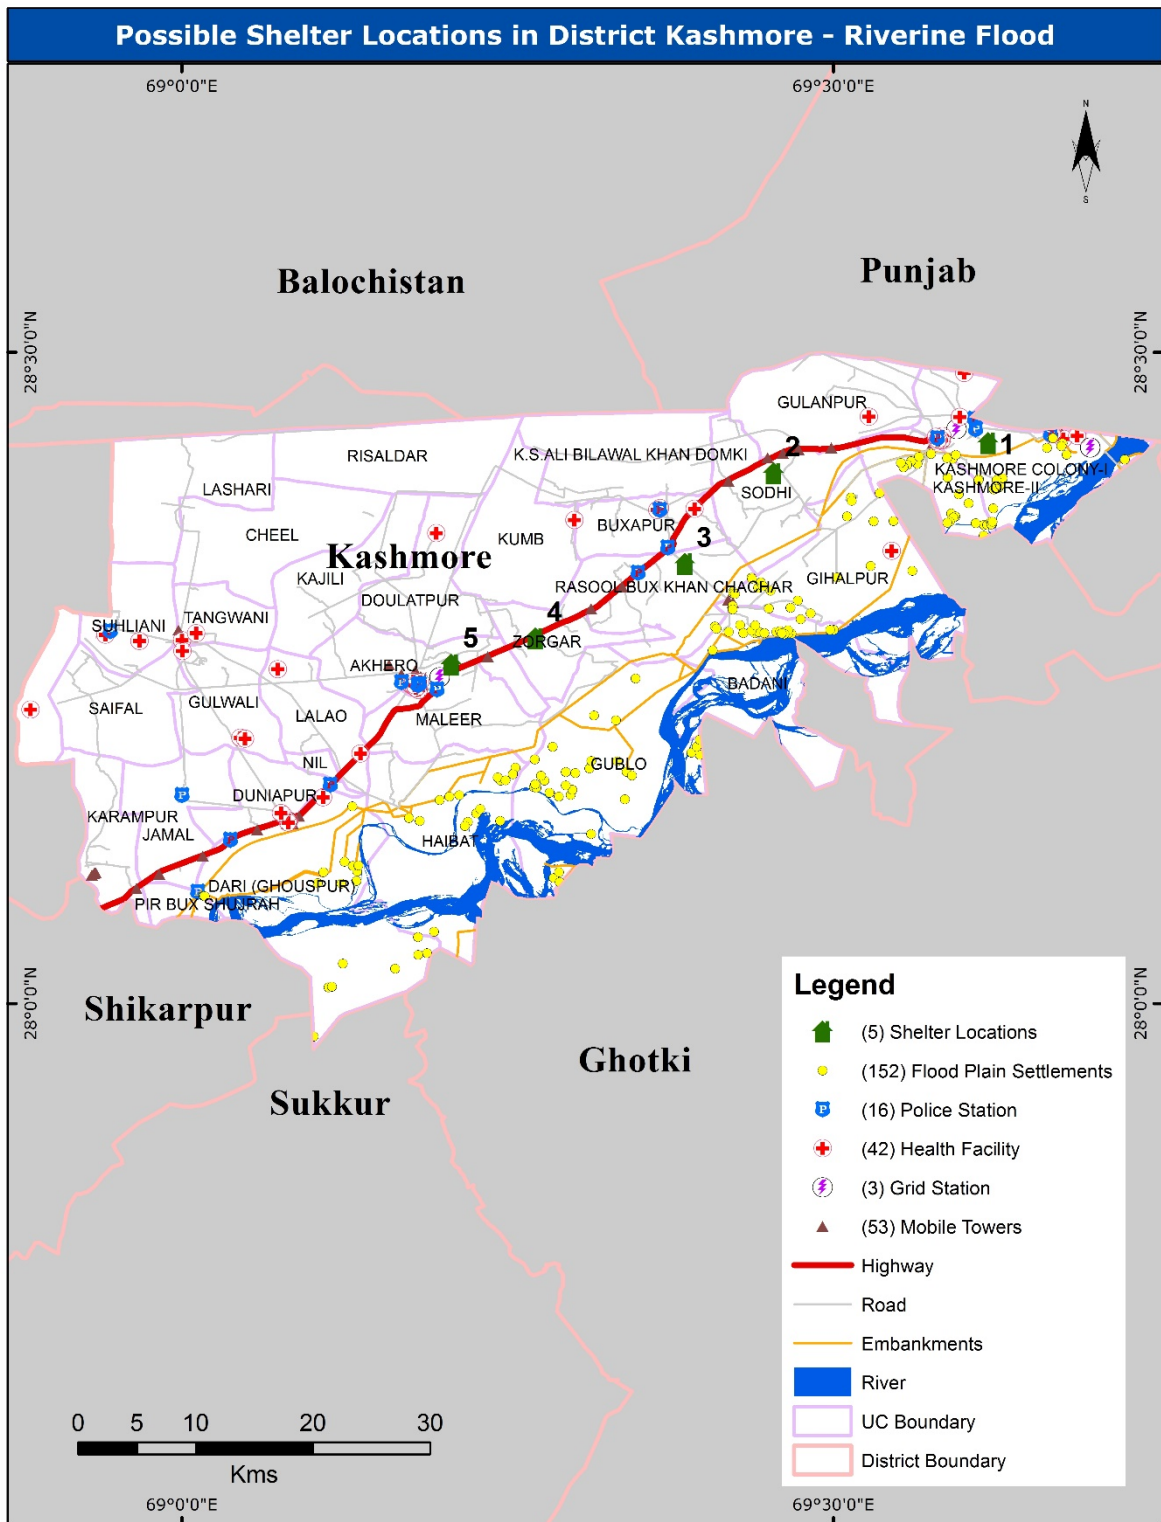 Possible Shelter Locations in District Kashmore - Riverine Flood
69°0'0"E
69°30'0"E
N
S
Balochistan
Punjab
28°30'0"N
28°30'0"N
GULANPUR
RISALDAR
K.S.ALI BILAWAL KHAN DOMKI
2
1
KASHMORE COLONY-I
KASHMORE-II
LASHARI
SODHI
CHEEL
KUMB
BUXAPUR
3
Kashmore
KAJILI
RASOOL BUX KHAN CHACHAR
GIHALPUR
DOULATPUR
4
SUHLIANI
TANGWANI
5
ZORGAR
AKHERO
BADANI
SAIFAL
GULWALI
LALAO
MALEER
NIL
GUBLO
DUNIAPUR
KARAMPUR
JAMAL
HAIBAT
DARI (GHOUSPUR)
PIR BUX SHUJRAH
Shikarpur
28°0'0"N
28°0'0"N
Ghotki
Sukkur
Legend
(5) Shelter Locations
(152) Flood Plain Settlements
P (16) Police Station
(42) Health Facility
(3) Grid Station
(53) Mobile Towers
Highway
Road
Embankments
River
UC Boundary
District Boundary
0 5 10 20 30
Kms
69°0'0"E
69°30'0"E